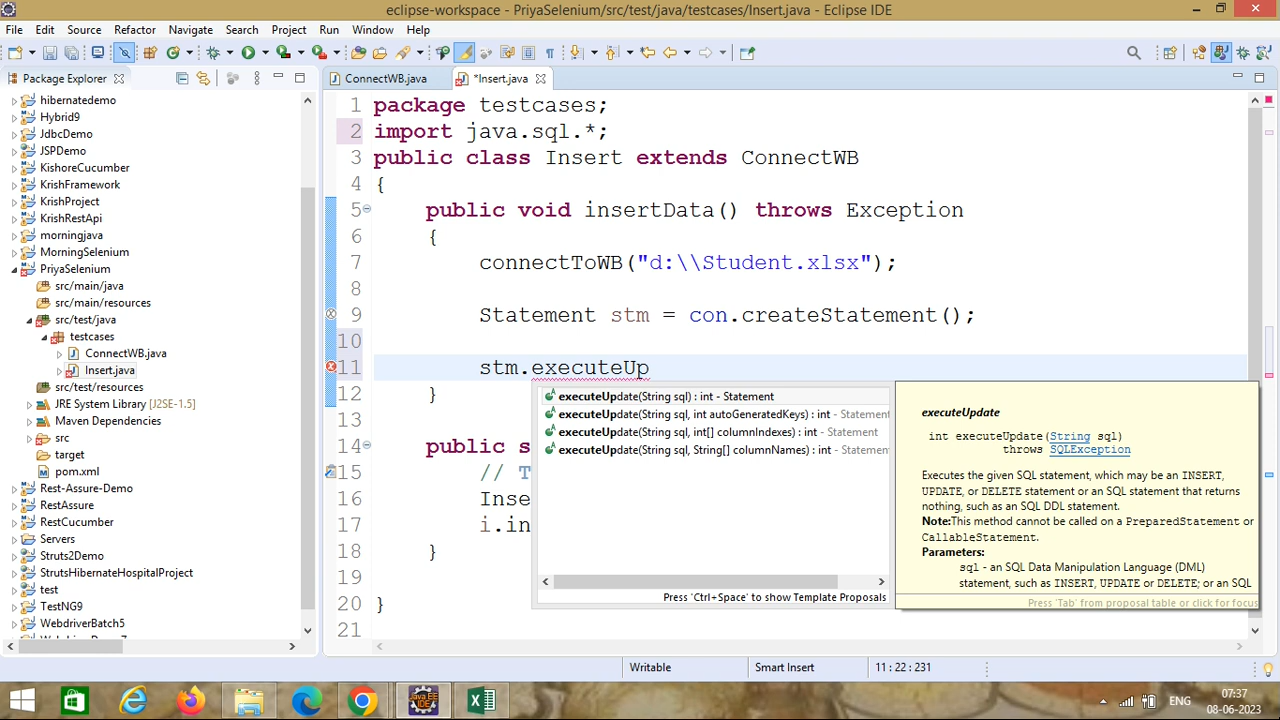 eclipse-workspace - PriyaSelenium/src/test/java/testcases/Insert.java - Eclipse IDE
File Edit Source Refactor Navigate Search Project Run Window Help
Package Explorer
ConnectWB.java
*Insert.java
hibernatedemo
Hybrid9
JdbcDemo
JSPDemo
KishoreCucumber
KrishFramework
KrishProject
KrishRestApi
morningjava
MorningSelenium
PriyaSelenium
src/main/java
src/main/resources
src/test/java
testcases
ConnectWB.java
Insert.java
src/test/resources
JRE System Library [J2SE-1.5]
Maven Dependencies
src
target
pom.xml
Rest-Assure-Demo
RestAssure
RestCucumber
Servers
Struts2Demo
StrutsHibernateHospitalProject
test
TestNG9
WebdriverBatch5
1 package testcases;
2 import java.sql.*;
3 public class Insert extends ConnectWB
4 {
5 public void insertData() throws Exception
6 {
7 connectToWB("d:\\Student.xlsx");
8
9 Statement stm = con.createStatement();
10
11 stm.executeUp
12 }
13
14 public s
15 // T
16 Inse
17 i.in
18 }
19
20 }
21
executeUpdate(String sql) : int - Statement
executeUpdate(String sql, int autoGeneratedKeys) : int - Statement
executeUpdate(String sql, int[] columnIndexes) : int - Statement
executeUpdate(String sql, String[] columnNames) : int - Statement
Press 'Ctrl+Space' to show Template Proposals
executeUpdate
int executeUpdate(String sql)
throws SQLException
Executes the given SQL statement, which may be an INSERT,
UPDATE, or DELETE statement or an SQL statement that returns
nothing, such as an SQL DDL statement.
Note:This method cannot be called on a PreparedStatement or
CallableStatement.
Parameters:
sql - an SQL Data Manipulation Language (DML)
statement, such as INSERT, UPDATE or DELETE; or an SQL
Press 'Tab' from proposal table or click for focus
Writable
Smart Insert
11 : 22 : 231
Java EE
IDE
ENG
07:37
08-06-2023